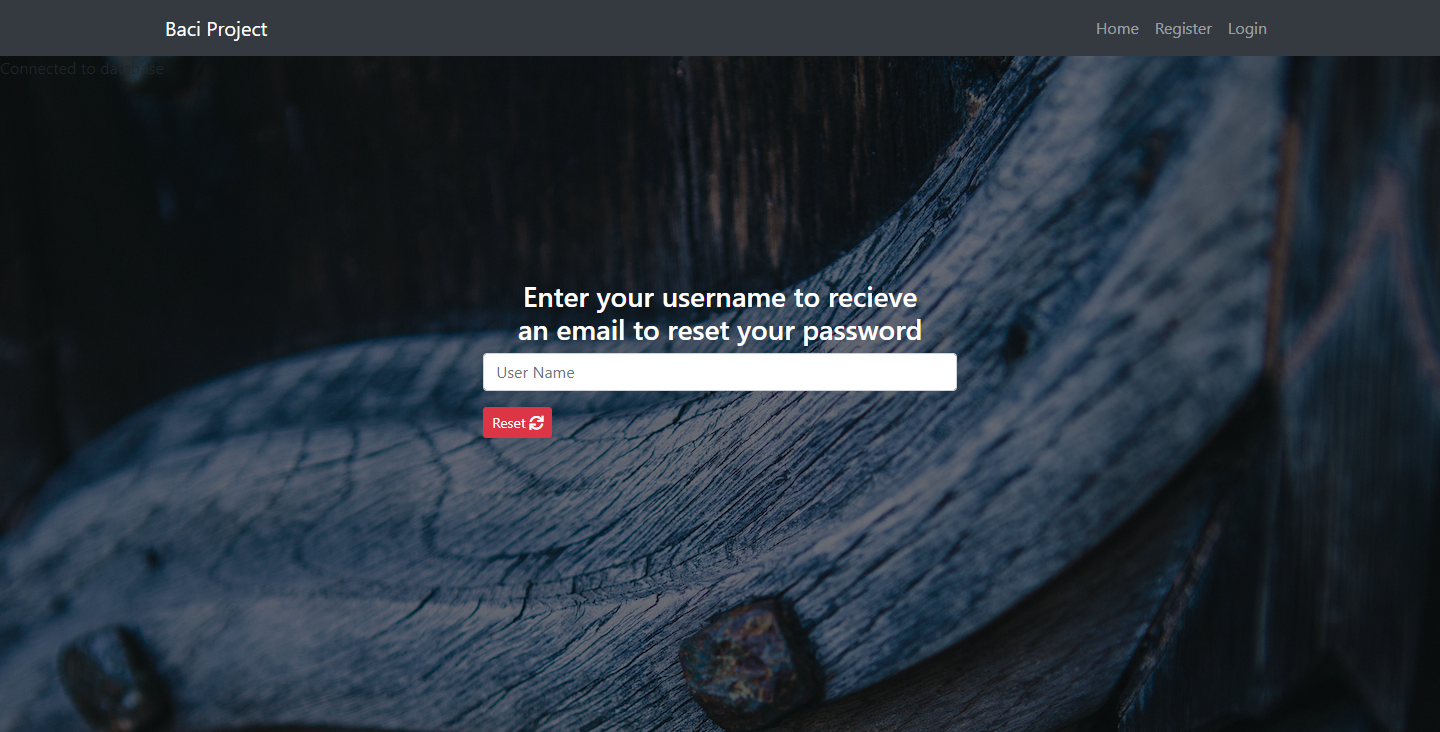 Baci Project
Home Register Login
Connected to database
Enter your username to recieve
an email to reset your password
User Name
Reset